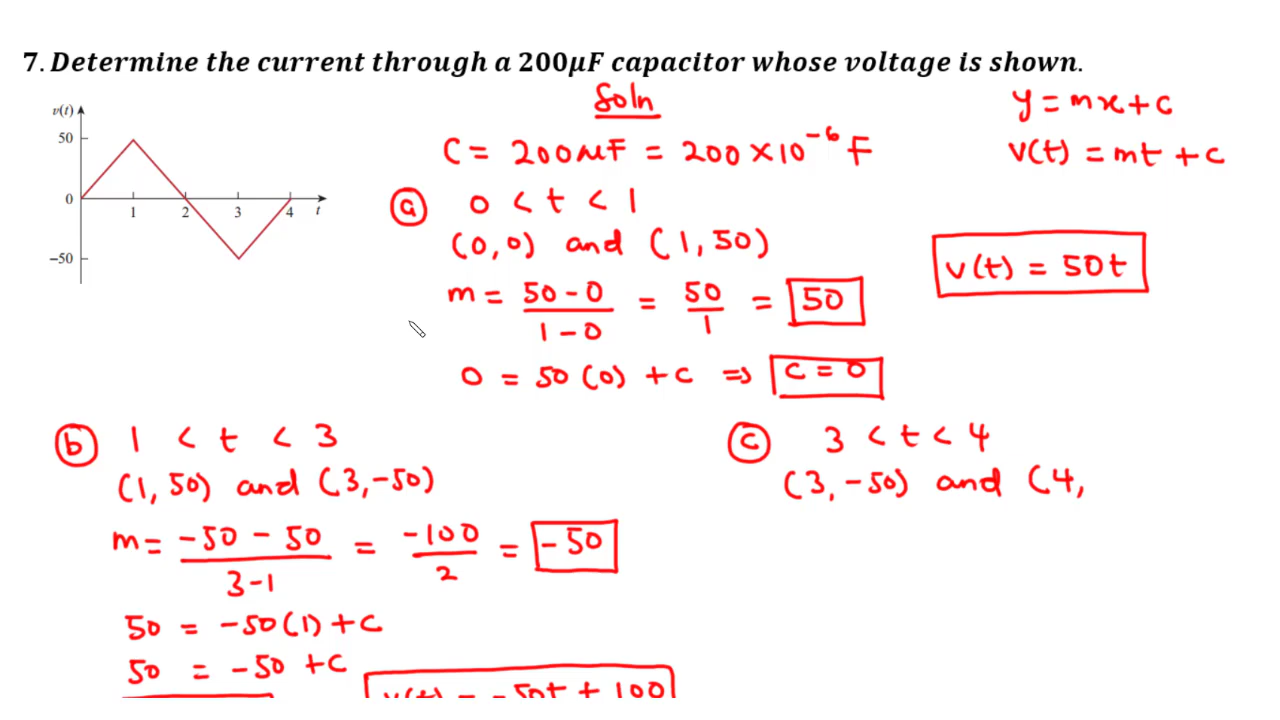 7. Determine the current through a 200μF capacitor whose voltage is shown.
v(t)
50
0
-50
1
2
3
4
t
Soln
C = 200μF = 200 × 10⁻⁶ F
y = mx + c
v(t) = mt + c
(a) 0 < t < 1
(0,0) and (1,50)
m = (50 - 0)/(1 - 0) = 50/1 = 50
v(t) = 50t
0 = 50(0) + c ⇒ c = 0
(b) 1 < t < 3
(1,50) and (3,-50)
m = (-50 - 50)/(3-1) = -100/2 = -50
50 = -50(1) + c
50 = -50 + c
v(t) = -50t + 100
(c) 3 < t < 4
(3,-50) and (4,